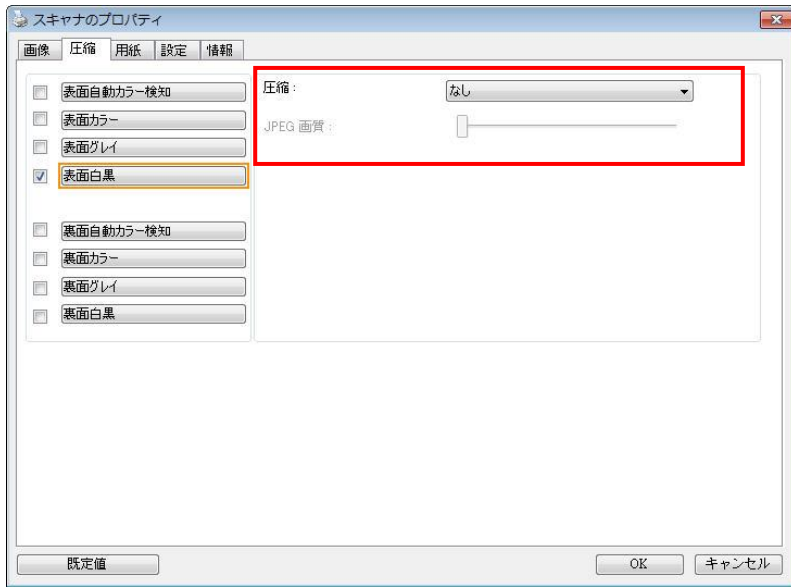 スキャナのプロパティ
画像 圧縮 用紙 設定 情報
表面自動カラー検知
表面カラー
表面グレイ
表面白黒
裏面自動カラー検知
裏面カラー
裏面グレイ
裏面白黒
圧縮 : なし
JPEG 画質 :
既定値 OK キャンセル